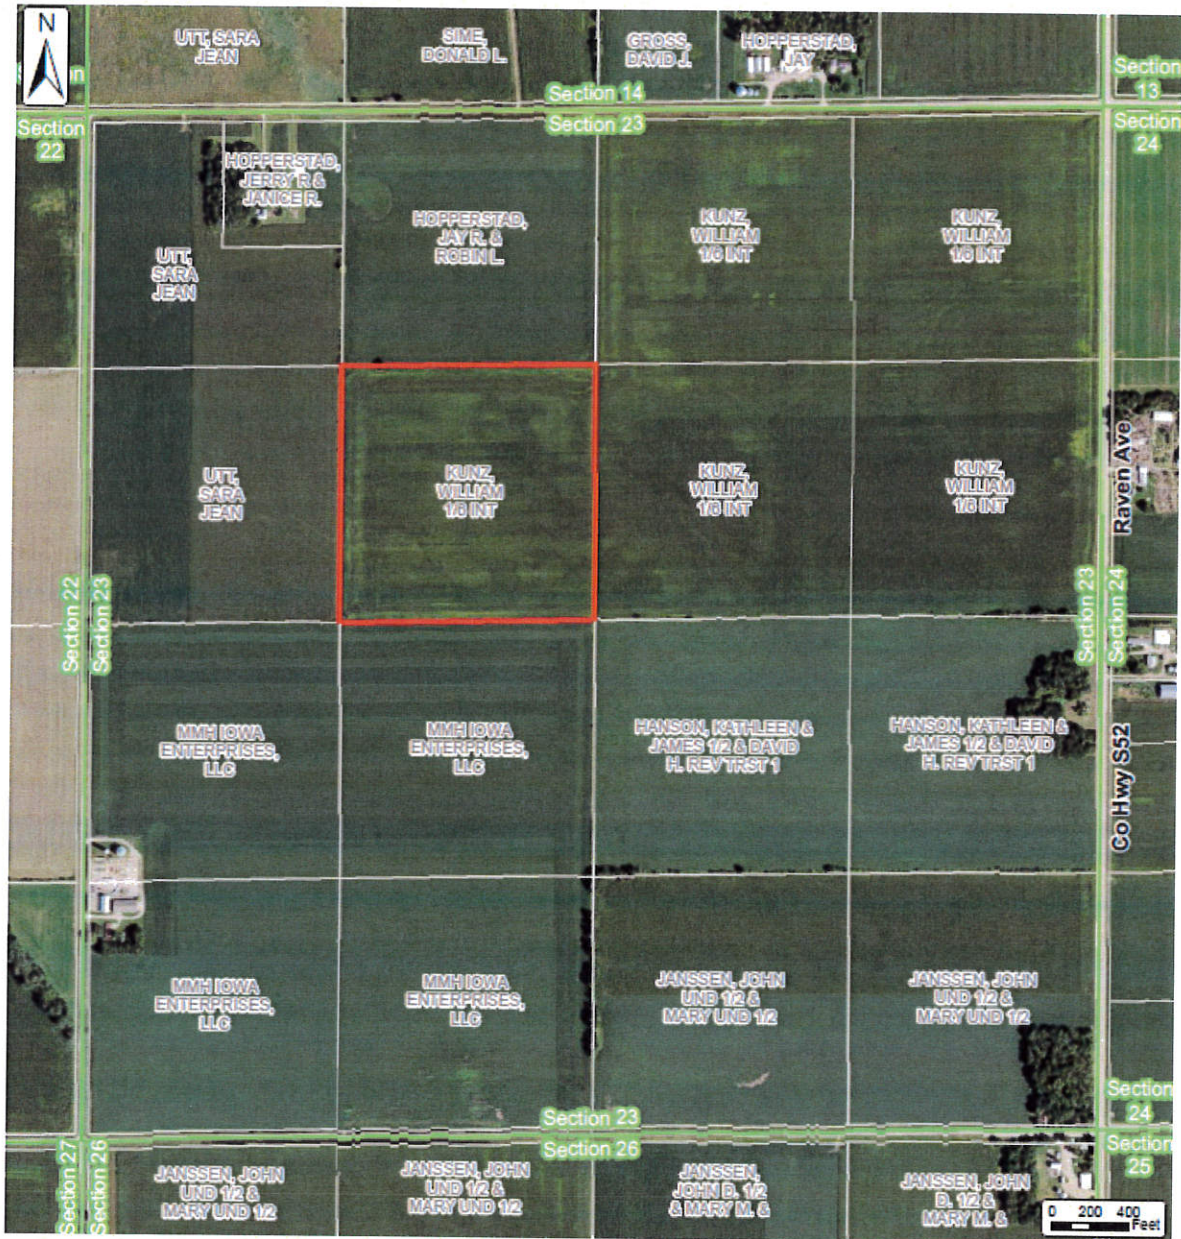 N
UTT, SARA
JEAN
SIME,
DONALD L.
GROSS,
DAVID J.
HOPPERSTAD,
JAY
Section
13
Section 14
Section
22
Section 23
Section
24
HOPPERSTAD,
JERRY R &
JANICE R.
HOPPERSTAD,
JAY R. &
ROBIN L.
KUNZ,
WILLIAM
1/6 INT
KUNZ,
WILLIAM
1/6 INT
UTT,
SARA
JEAN
UTT,
SARA
JEAN
KUNZ,
WILLIAM
1/6 INT
KUNZ,
WILLIAM
1/6 INT
KUNZ,
WILLIAM
1/6 INT
Raven Ave
Section 22
Section 23
Section 23
Section 24
MMH IOWA
ENTERPRISES,
LLC
MMH IOWA
ENTERPRISES,
LLC
HANSON, KATHLEEN &
JAMES 1/2 & DAVID
H. REV TRST 1
HANSON, KATHLEEN &
JAMES 1/2 & DAVID
H. REV TRST 1
Co Hwy S52
MMH IOWA
ENTERPRISES,
LLC
MMH IOWA
ENTERPRISES,
LLC
JANSSEN, JOHN
UND 1/2 &
MARY UND 1/2
JANSSEN, JOHN
UND 1/2 &
MARY UND 1/2
Section
24
Section 23
Section 26
Section
25
Section 27
Section 26
JANSSEN, JOHN
UND 1/2 &
MARY UND 1/2
JANSSEN, JOHN
UND 1/2 &
MARY UND 1/2
JANSSEN,
JOHN D. 1/2
& MARY M. &
JANSSEN, JOHN
D. 1/2 &
MARY M. &
0 200 400
Feet